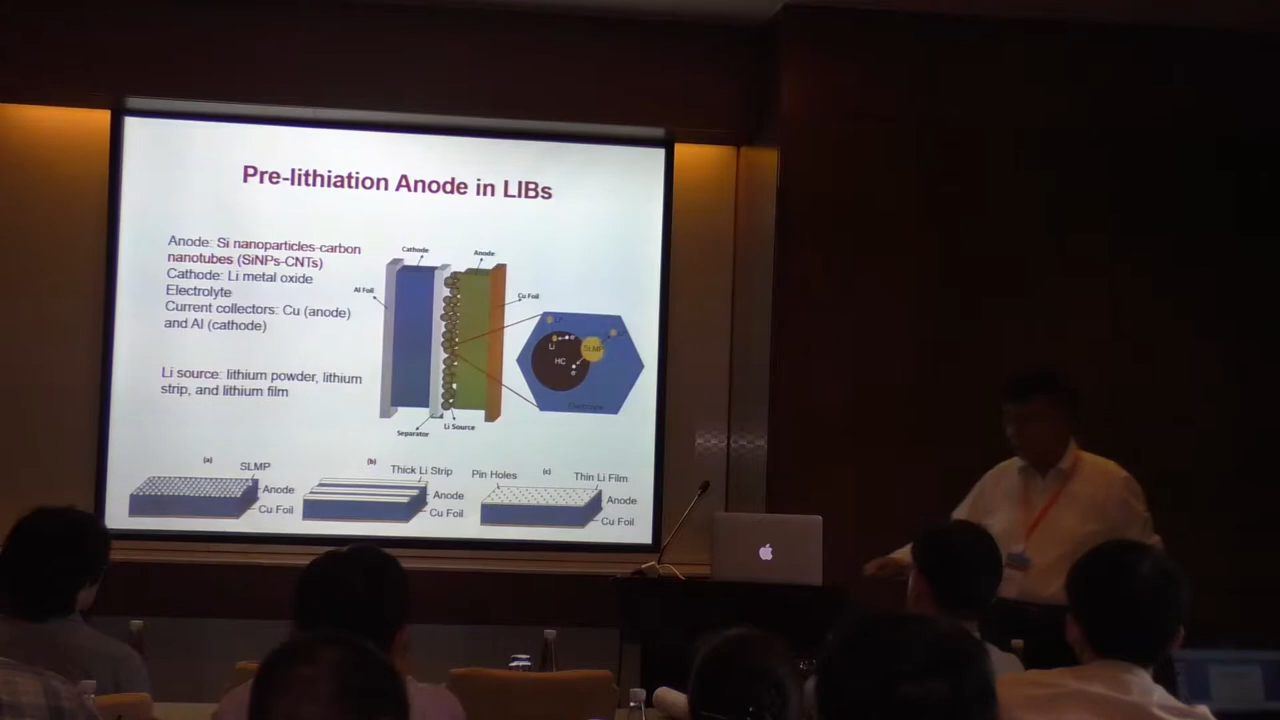 Pre-lithiation Anode in LIBs
Anode: Si nanoparticles-carbon
nanotubes (SiNPs-CNTs)
Cathode: Li metal oxide
Electrolyte
Current collectors: Cu (anode)
and Al (cathode)
Li source: lithium powder, lithium
strip, and lithium film
Cathode
Anode
Al Foil
Cu Foil
Li
SLMP
HC
Electrolyte
Separator
Li Source
(a)
SLMP
Anode
Cu Foil
(b)
Thick Li Strip
Anode
Cu Foil
(c)
Pin Holes
Thin Li Film
Anode
Cu Foil